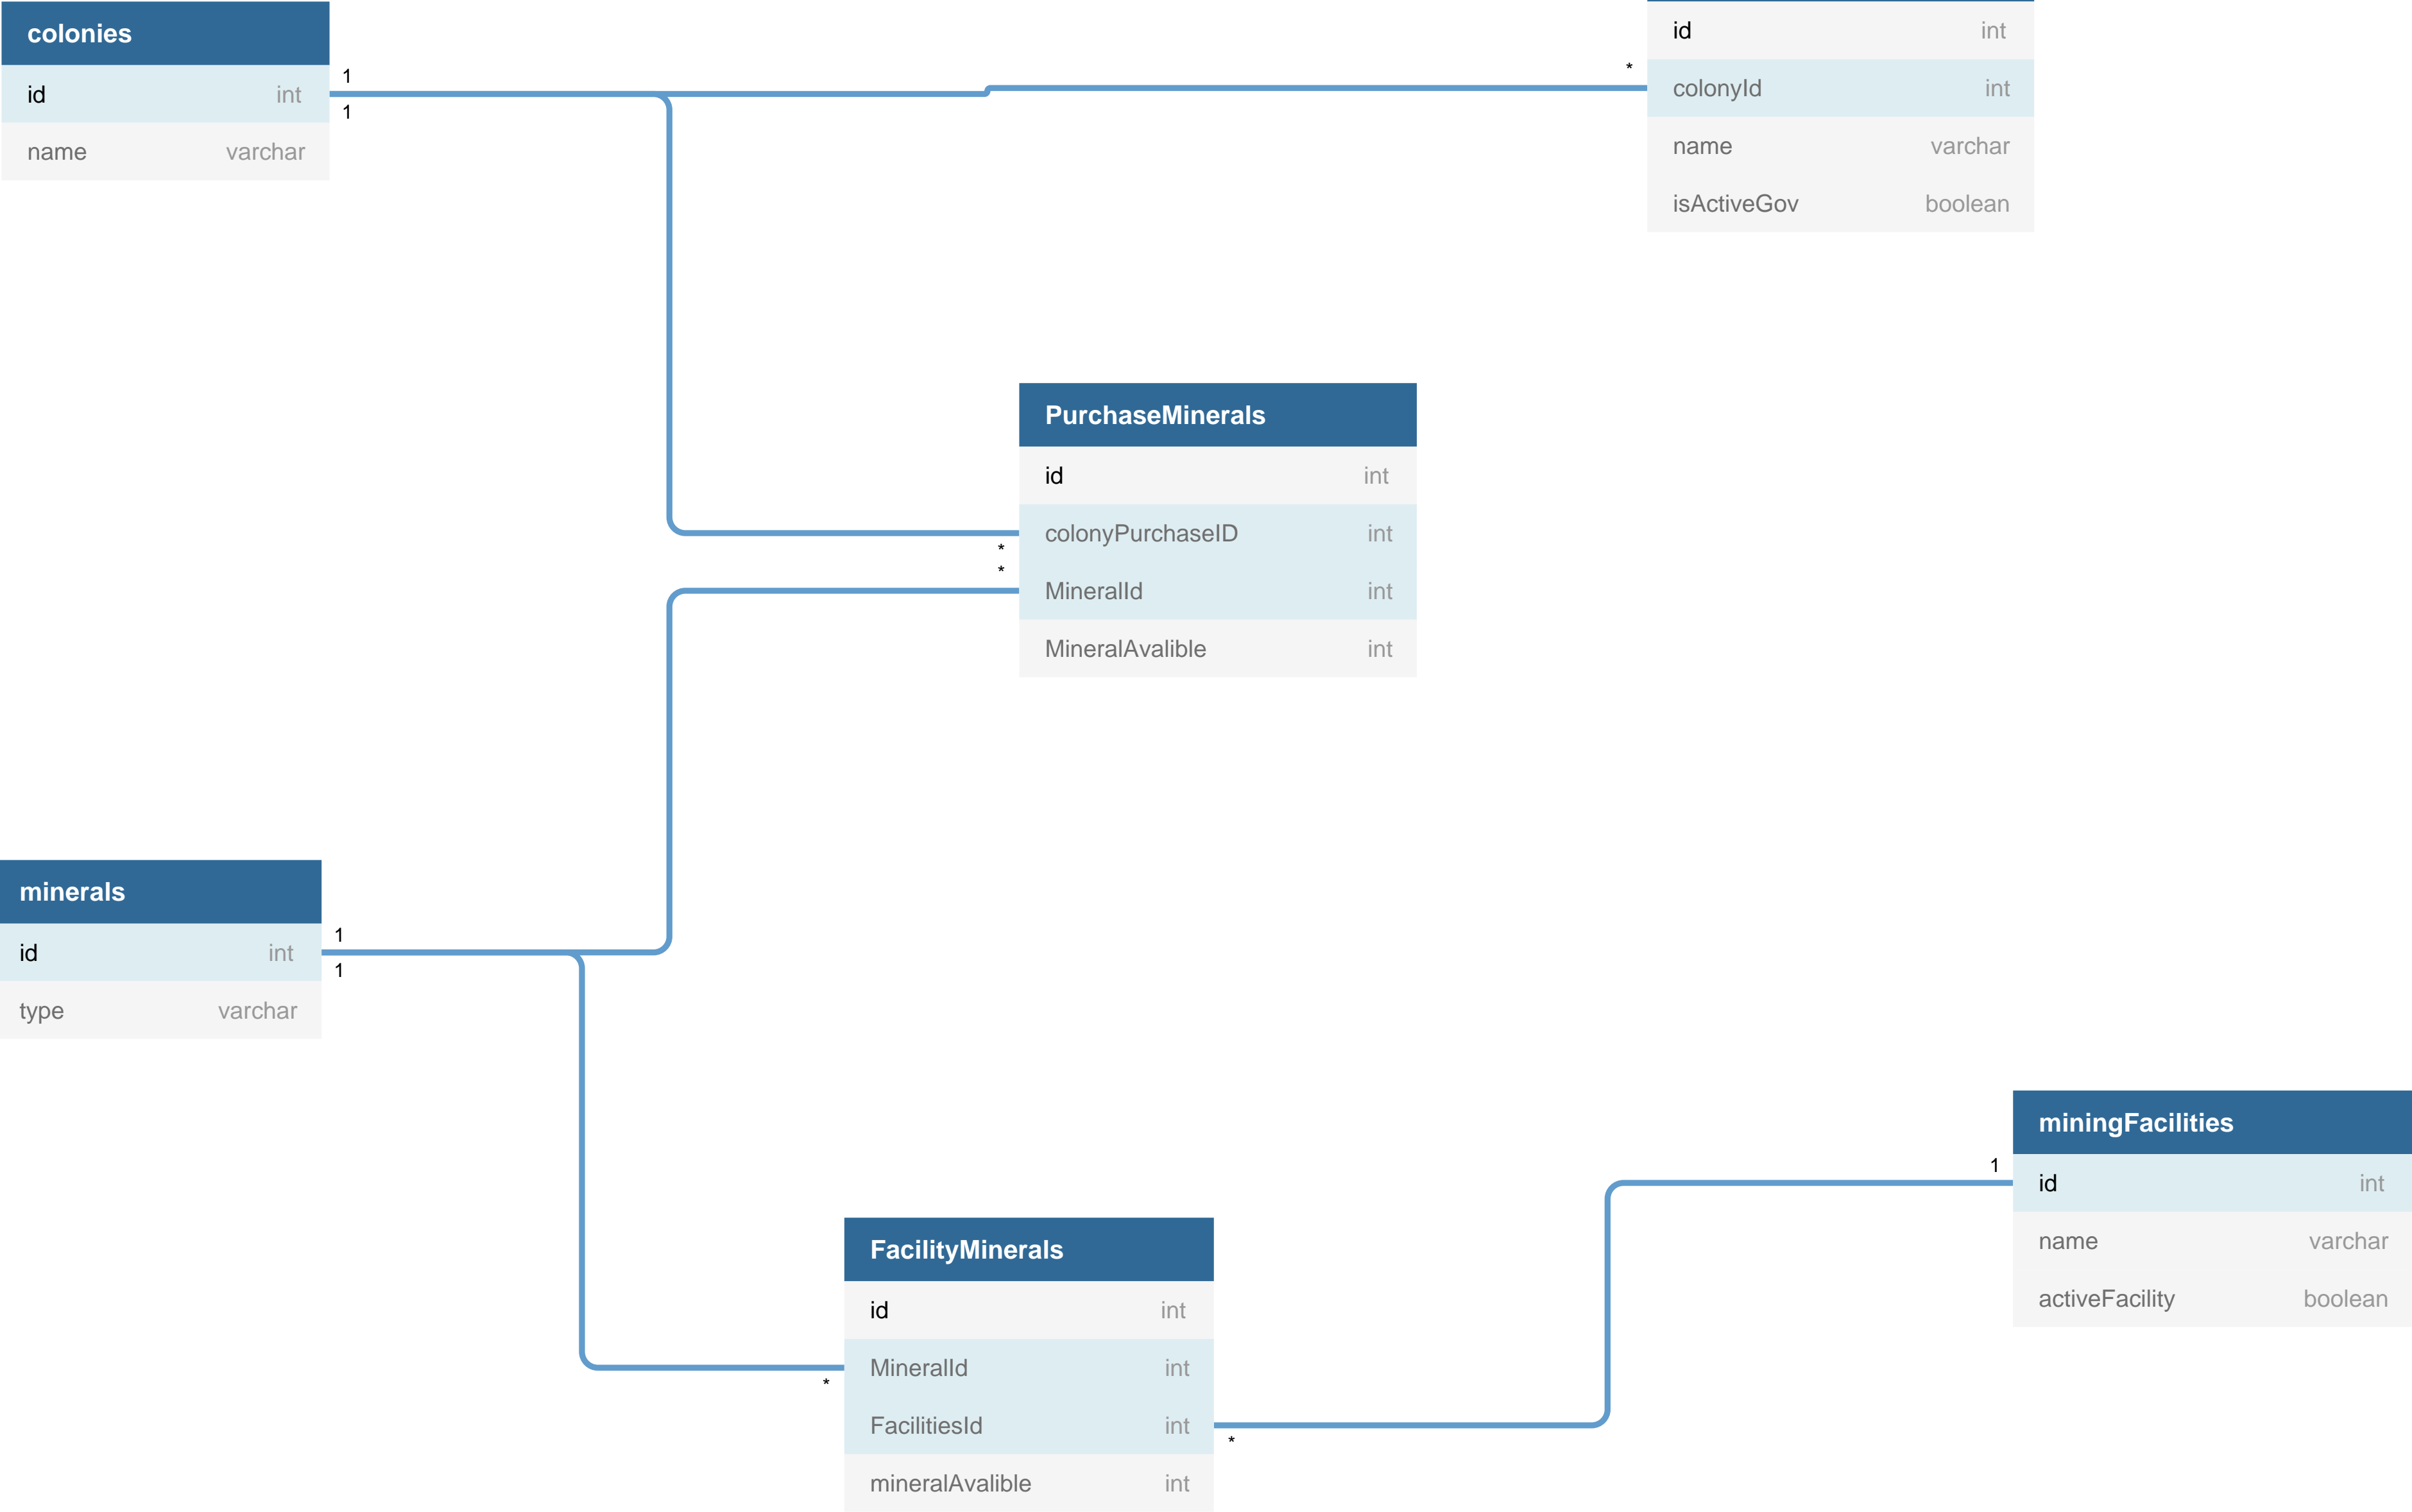 colonies
id int
name varchar
1
1
*
id int
colonyId int
name varchar
isActiveGov boolean
PurchaseMinerals
id int
colonyPurchaseID int
MineralId int
MineralAvalible int
*
*
minerals
id int
type varchar
1
1
miningFacilities
id int
name varchar
activeFacility boolean
1
FacilityMinerals
id int
MineralId int
FacilitiesId int
mineralAvalible int
*
*